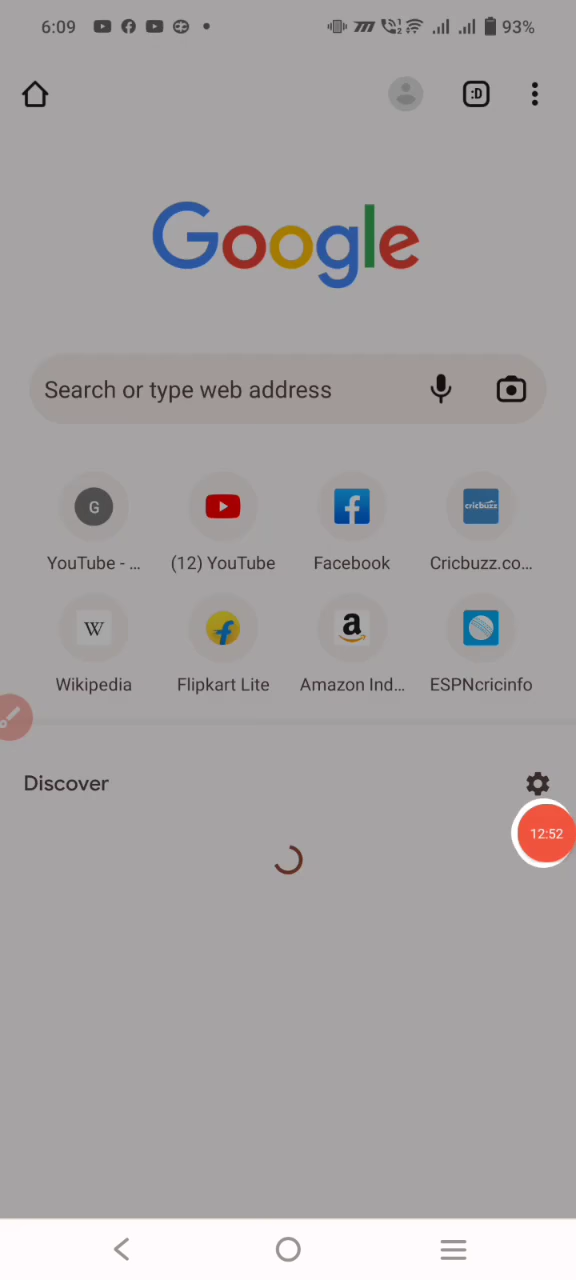 6:09 93%
:D
Google
Search or type web address
G
YouTube - ... (12) YouTube Facebook Cricbuzz.co...
cricbuzz
W
a
Wikipedia Flipkart Lite Amazon Ind... ESPNcricinfo
Discover
12:52